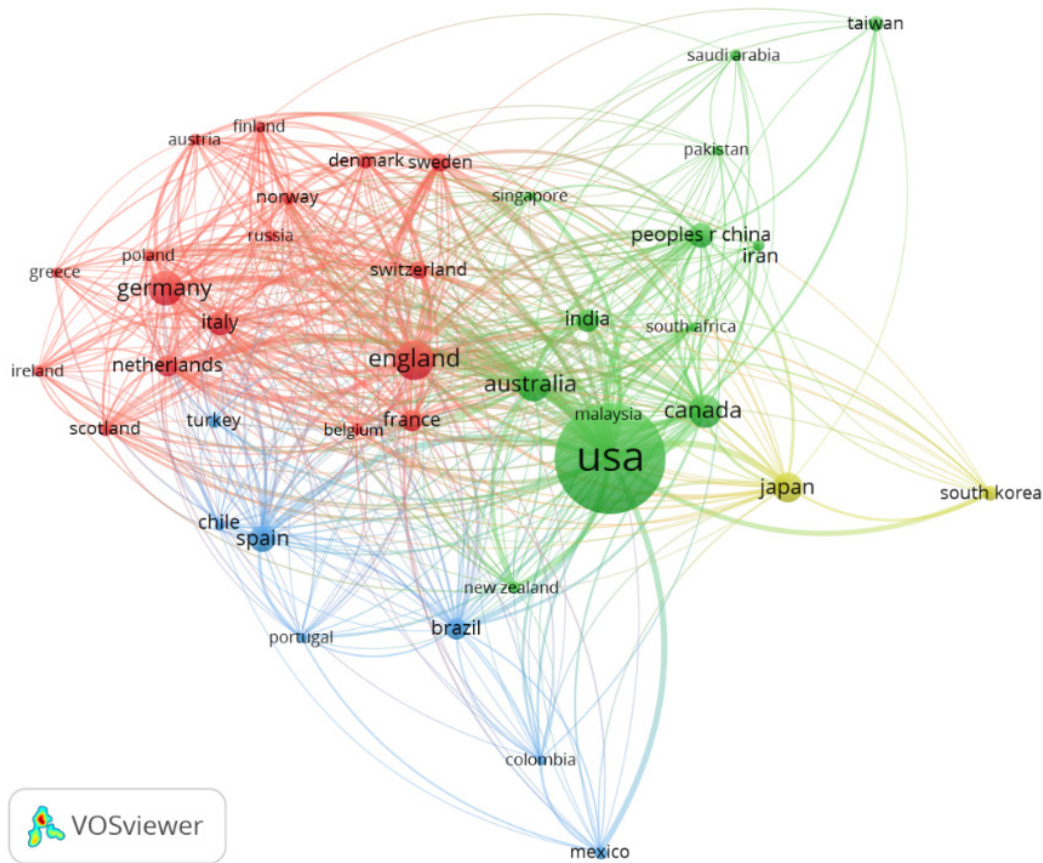 taiwan
saudi arabia
finland
austria
pakistan
denmark
sweden
singapore
norway
russia
peoples r china
iran
poland
greece
switzerland
germany
italy
india
south africa
england
netherlands
ireland
australia
canada
malaysia
turkey
france
scotland
belgium
usa
japan
south korea
chile
spain
new zealand
brazil
portugal
colombia
VOSviewer
mexico